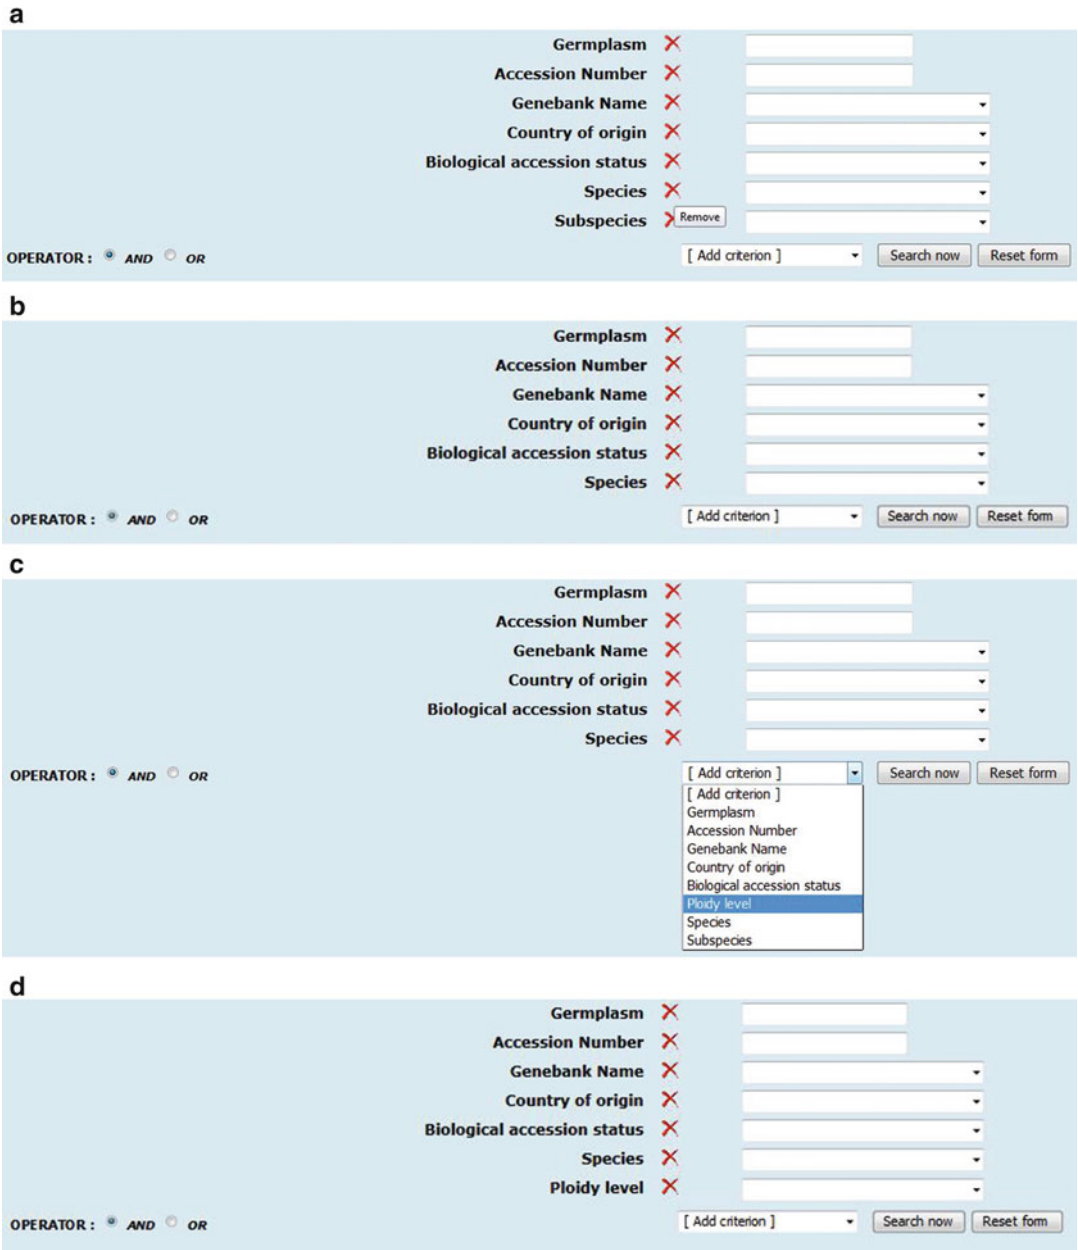 a
Germplasm
Accession Number
Genebank Name
Country of origin
Biological accession status
Species
Subspecies Remove
OPERATOR : AND OR [ Add criterion ] Search now Reset form
b
Germplasm
Accession Number
Genebank Name
Country of origin
Biological accession status
Species
OPERATOR : AND OR [ Add criterion ] Search now Reset form
c
Germplasm
Accession Number
Genebank Name
Country of origin
Biological accession status
Species
OPERATOR : AND OR [ Add criterion ] Search now Reset form
[ Add criterion ]
Germplasm
Accession Number
Genebank Name
Country of origin
Biological accession status
Ploidy level
Species
Subspecies
d
Germplasm
Accession Number
Genebank Name
Country of origin
Biological accession status
Species
Ploidy level
OPERATOR : AND OR [ Add criterion ] Search now Reset form